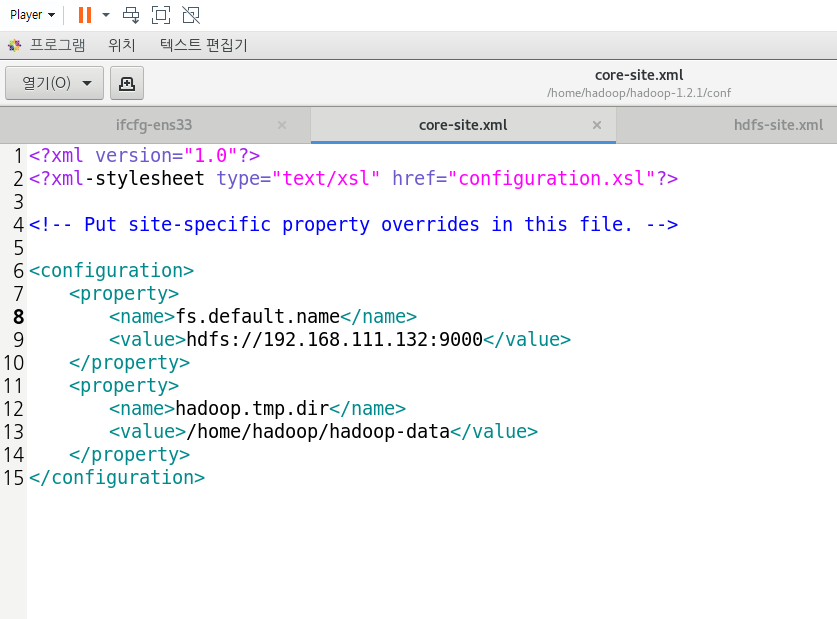 Player
프로그램 위치 텍스트 편집기
열기(O)
core-site.xml
/home/hadoop/hadoop-1.2.1/conf
ifcfg-ens33 × core-site.xml × hdfs-site.xml
1 <?xml version="1.0"?>
2 <?xml-stylesheet type="text/xsl" href="configuration.xsl"?>
3
4 <!-- Put site-specific property overrides in this file. -->
5
6 <configuration>
7 <property>
8 <name>fs.default.name</name>
9 <value>hdfs://192.168.111.132:9000</value>
10 </property>
11 <property>
12 <name>hadoop.tmp.dir</name>
13 <value>/home/hadoop/hadoop-data</value>
14 </property>
15 </configuration>